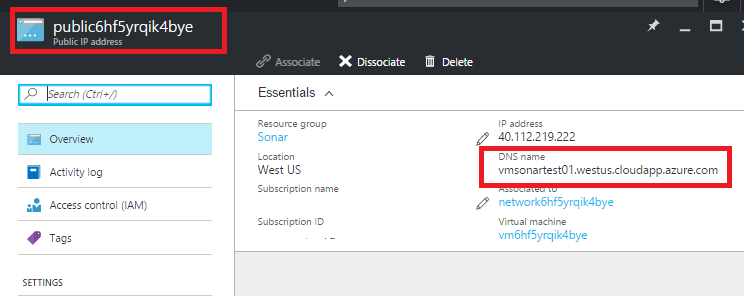 public6hf5yrqik4bye
Public IP address
Associate
Dissociate
Delete
Search (Ctrl+/)
Overview
Activity log
Access control (IAM)
Tags
SETTINGS
Essentials
Resource group
Sonar
Location
West US
Subscription name
Subscription ID
IP address
40.112.219.222
DNS name
vmsonartest01.westus.cloudapp.azure.com
Associated to
network6hf5yrqik4bye
Virtual machine
vm6hf5yrqik4bye